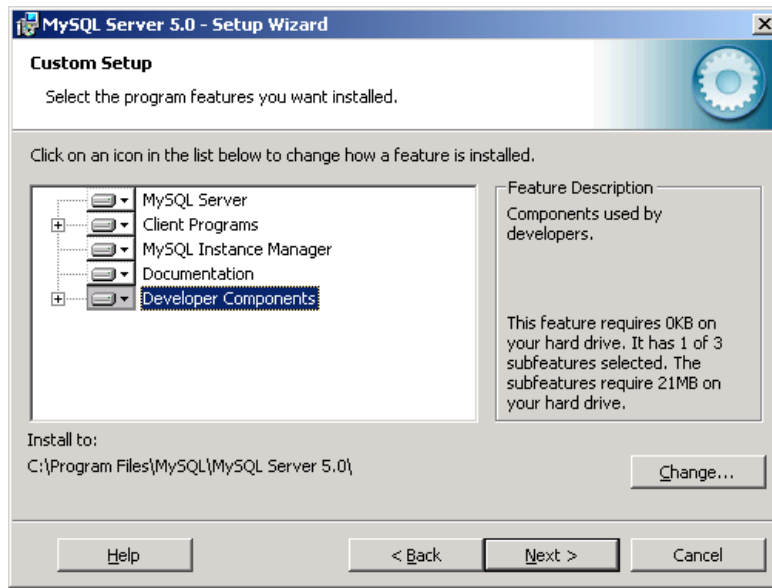 MySQL Server 5.0 - Setup Wizard
Custom Setup
Select the program features you want installed.
Click on an icon in the list below to change how a feature is installed.
MySQL Server
Client Programs
MySQL Instance Manager
Documentation
Developer Components
Feature Description
Components used by
developers.
This feature requires 0KB on
your hard drive. It has 1 of 3
subfeatures selected. The
subfeatures require 21MB on
your hard drive.
Install to:
C:\Program Files\MySQL\MySQL Server 5.0\
Change...
Help
< Back
Next >
Cancel